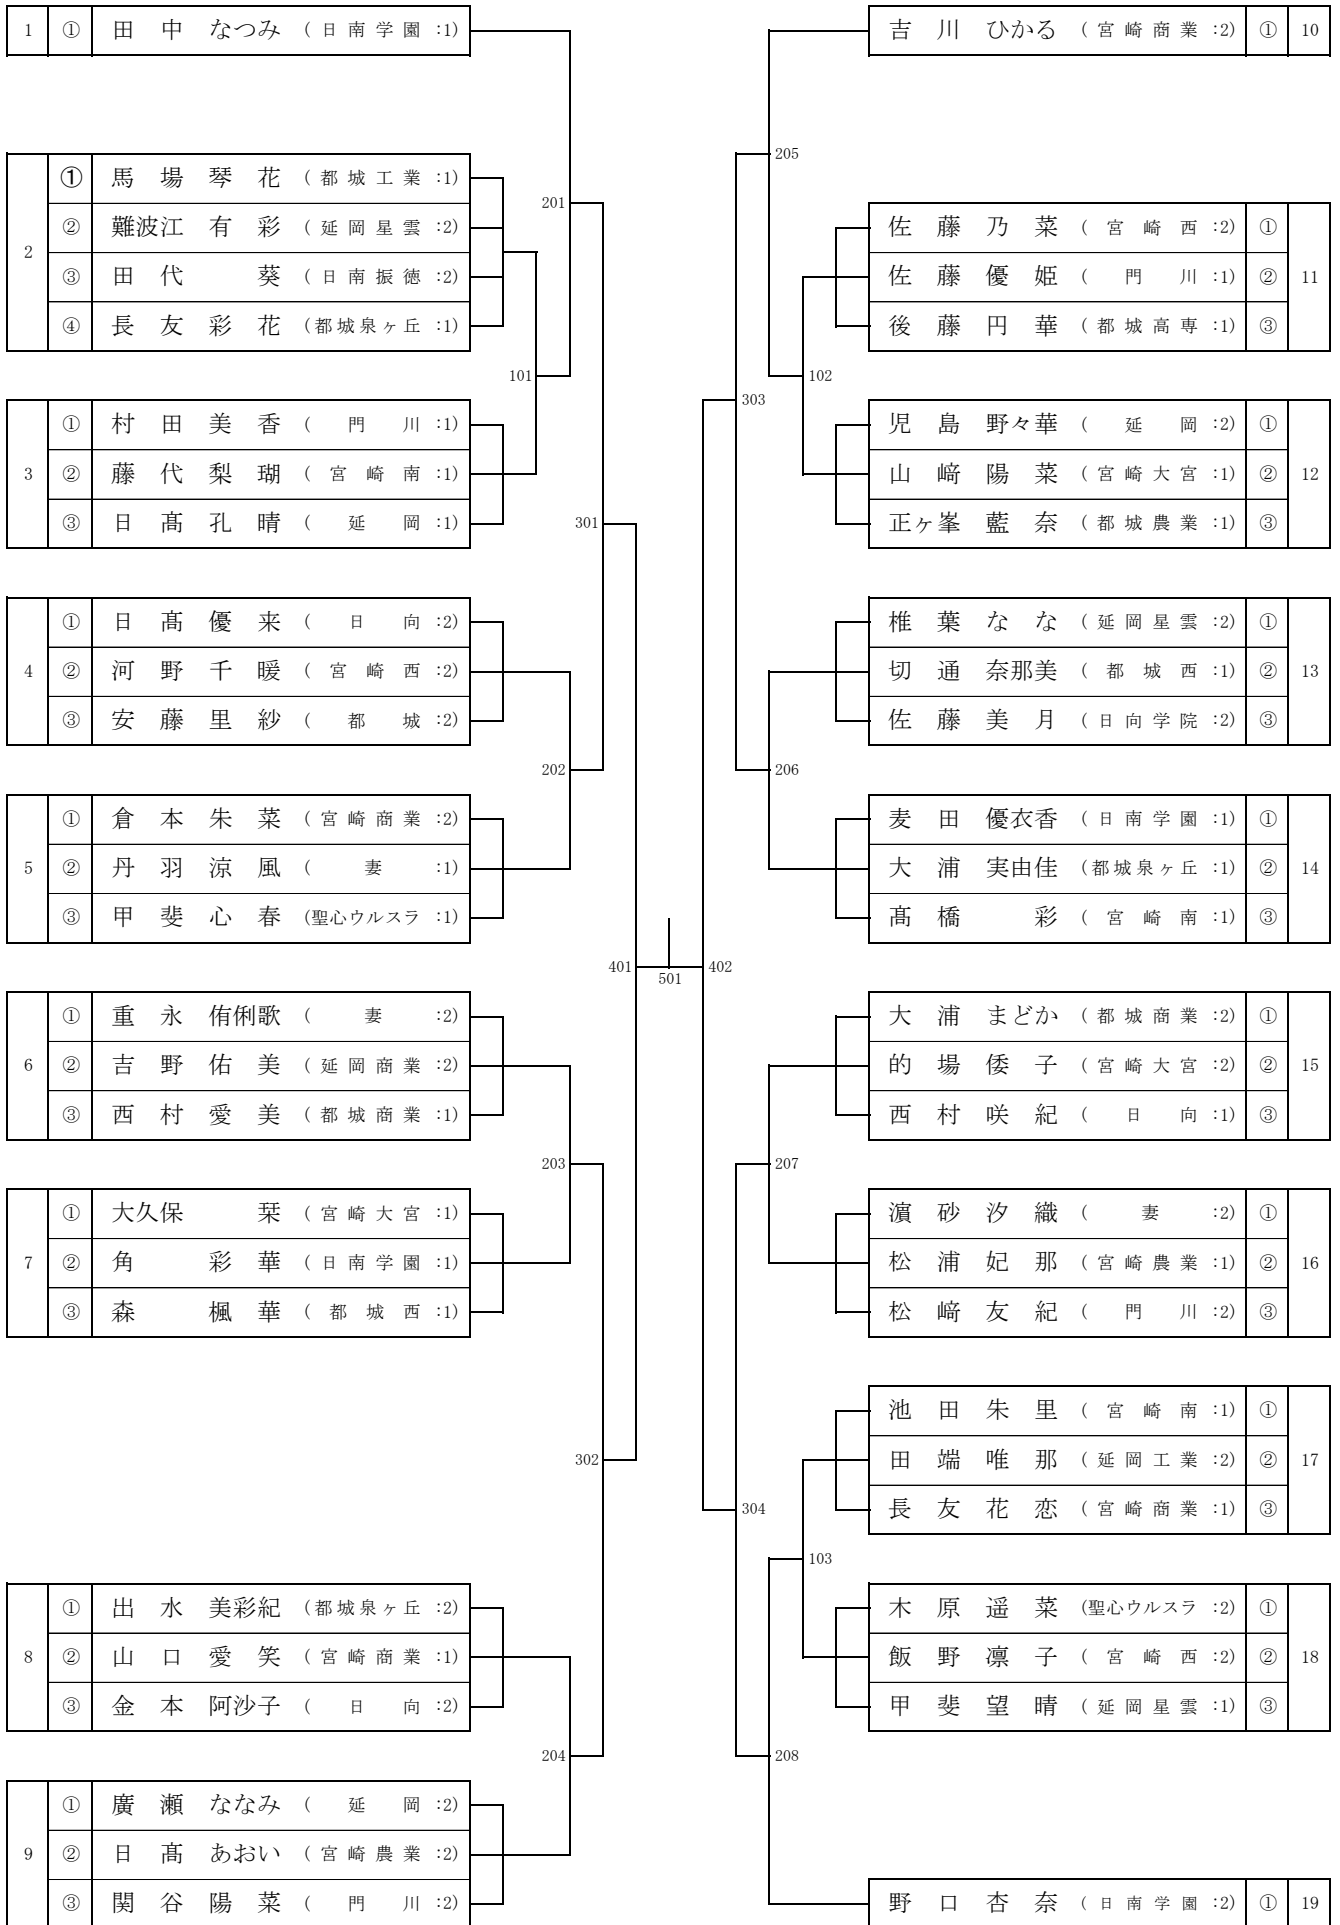 1 ① 田中 なつみ (日南学園:1)
2
① 馬場 琴花 (都城工業:1)
② 難波江 有彩 (延岡星雲:2)
③ 田代 葵 (日南振徳:2)
④ 長友 彩花 (都城泉ヶ丘:1)
3
① 村田 美香 (門川:1)
② 藤代 梨瑚 (宮崎南:1)
③ 日髙 孔晴 (延岡:1)
4
① 日髙 優来 (日向:2)
② 河野 千暖 (宮崎西:2)
③ 安藤 里紗 (都城:2)
5
① 倉本 朱菜 (宮崎商業:2)
② 丹羽 涼風 (妻:1)
③ 甲斐 心春 (聖心ウルスラ:1)
6
① 重永 侑俐歌 (妻:2)
② 吉野 佑美 (延岡商業:2)
③ 西村 愛美 (都城商業:1)
7
① 大久保 栞 (宮崎大宮:1)
② 角 彩華 (日南学園:1)
③ 森 楓華 (都城西:1)
8
① 出水 美彩紀 (都城泉ヶ丘:2)
② 山口 愛笑 (宮崎商業:1)
③ 金本 阿沙子 (日向:2)
9
① 廣瀬 ななみ (延岡:2)
② 日髙 あおい (宮崎農業:2)
③ 関谷 陽菜 (門川:2)
101
201
202
203
204
301
302
401
501
402
303
304
205
206
207
208
102
103
吉川 ひかる (宮崎商業:2) ① 10
佐藤 乃菜 (宮崎西:2) ①
佐藤 優姫 (門川:1) ②
後藤 円華 (都城高専:1) ③
11
児島 野々華 (延岡:2) ①
山﨑 陽菜 (宮崎大宮:1) ②
正ヶ峯 藍奈 (都城農業:1) ③
12
椎葉 なな (延岡星雲:2) ①
切通 奈那美 (都城西:1) ②
佐藤 美月 (日向学院:2) ③
13
麦田 優衣香 (日南学園:1) ①
大浦 実由佳 (都城泉ヶ丘:1) ②
髙橋 彩 (宮崎南:1) ③
14
大浦 まどか (都城商業:2) ①
的場 倭子 (宮崎大宮:2) ②
西村 咲紀 (日向:1) ③
15
濵砂 汐織 (妻:2) ①
松浦 妃那 (宮崎農業:1) ②
松﨑 友紀 (門川:2) ③
16
池田 朱里 (宮崎南:1) ①
田端 唯那 (延岡工業:2) ②
長友 花恋 (宮崎商業:1) ③
17
木原 遥菜 (聖心ウルスラ:2) ①
飯野 凛子 (宮崎西:2) ②
甲斐 望晴 (延岡星雲:1) ③
18
野口 杏奈 (日南学園:2) ① 19